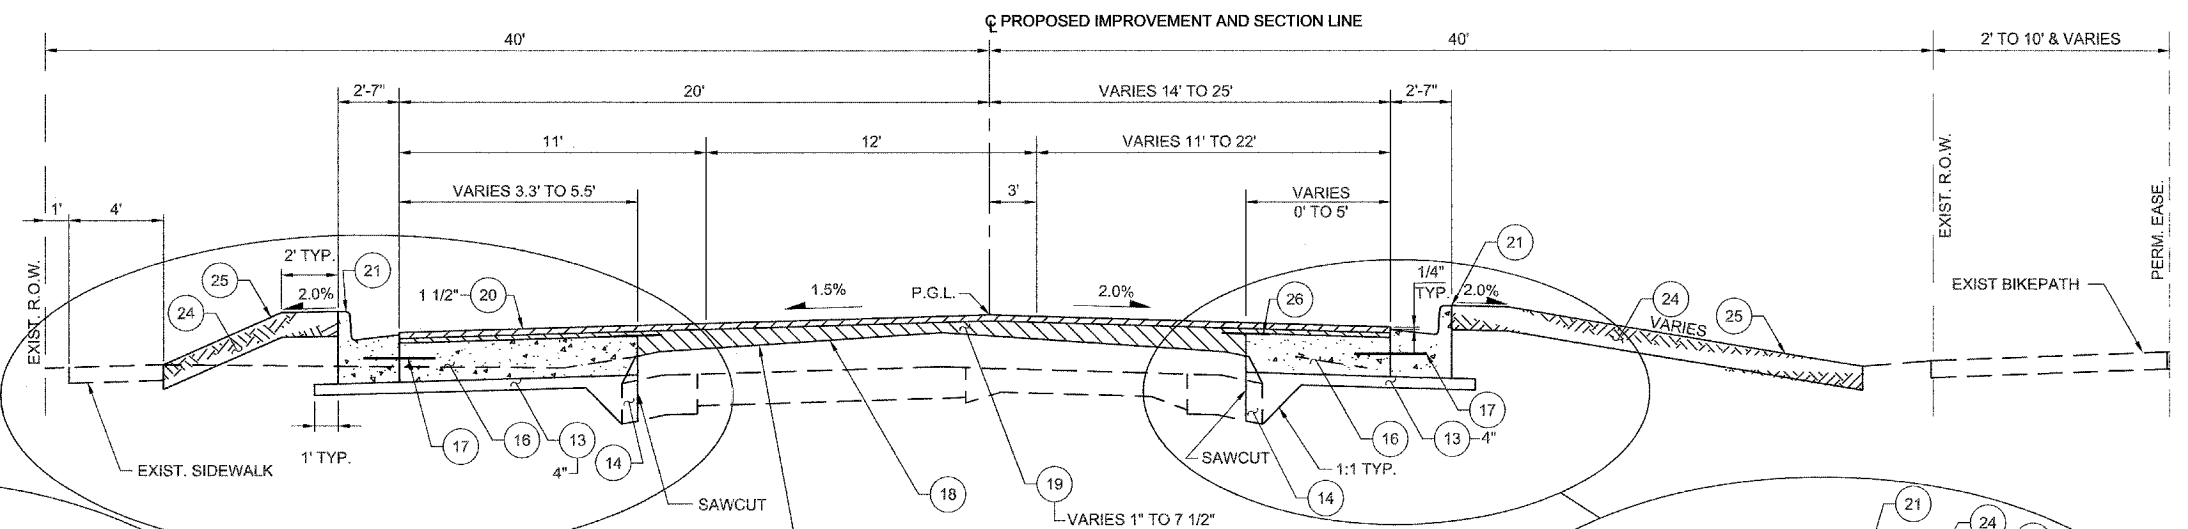 ℄ PROPOSED IMPROVEMENT AND SECTION LINE
40' 40' 2' TO 10' & VARIES
2'-7" 20' VARIES 14' TO 25' 2'-7"
11' 12' VARIES 11' TO 22'
VARIES 3.3' TO 5.5' 3' VARIES
0' TO 5'
1' 4'
EXIST. R.O.W.
EXIST. R.O.W.
PERM. EASE.
2' TYP. 21
25 2.0%
24
1 1/2" 20
1.5%
P.G.L.
2.0%
26
1/4"
TYP.
21
2.0%
24
VARIES
25
EXIST BIKEPATH
EXIST. SIDEWALK
1' TYP.
17
16
13
4"
14
SAWCUT
18
19
VARIES 1" TO 7 1/2"
SAWCUT
1:1 TYP.
14
16
13 4"
17
21
24